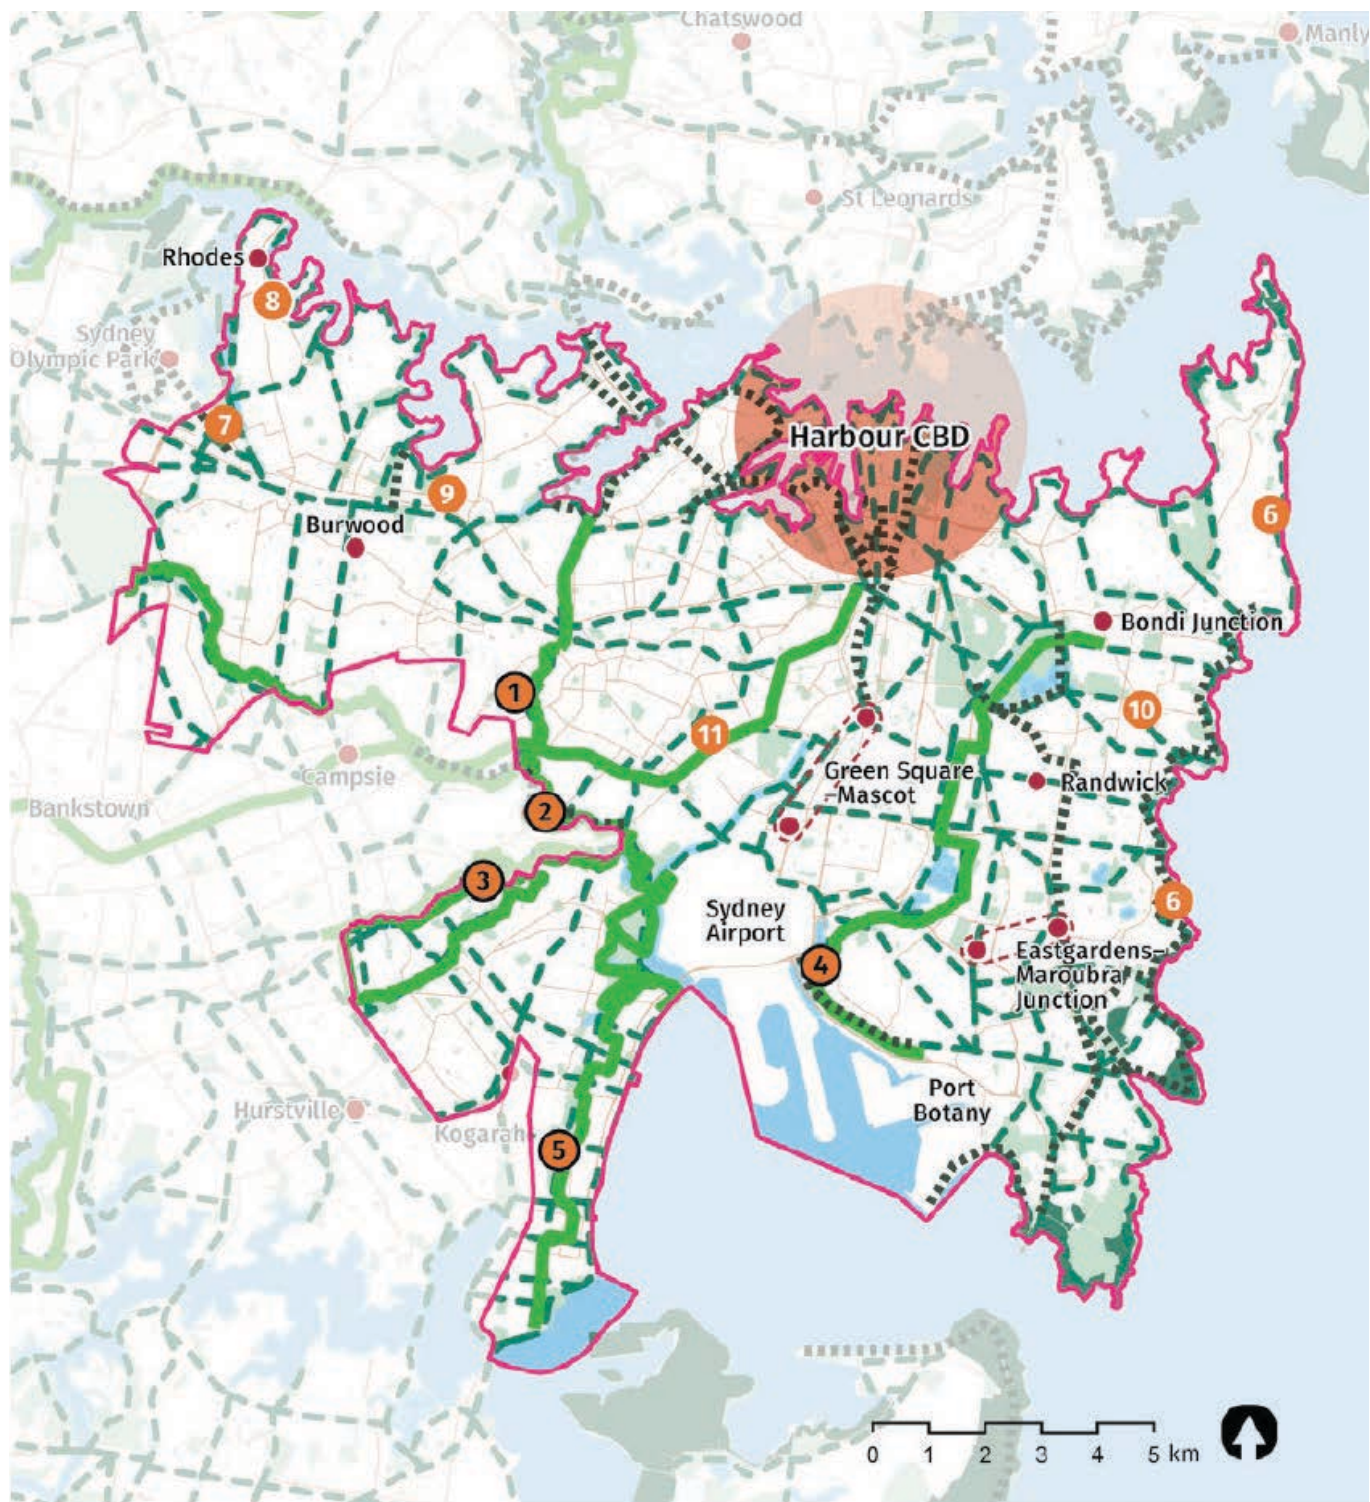 Chatswood
Manly
St Leonards
Rhodes
8
Sydney
Olympic Park
7
Harbour CBD
9
6
Burwood
Bondi Junction
1
10
11
Campsie
Green Square
–Mascot
Randwick
Bankstown
2
3
6
Sydney
Airport
4
Eastgardens–
Maroubra
Junction
Port
Botany
Hurstville
Kogarah
5
0 1 2 3 4 5 km